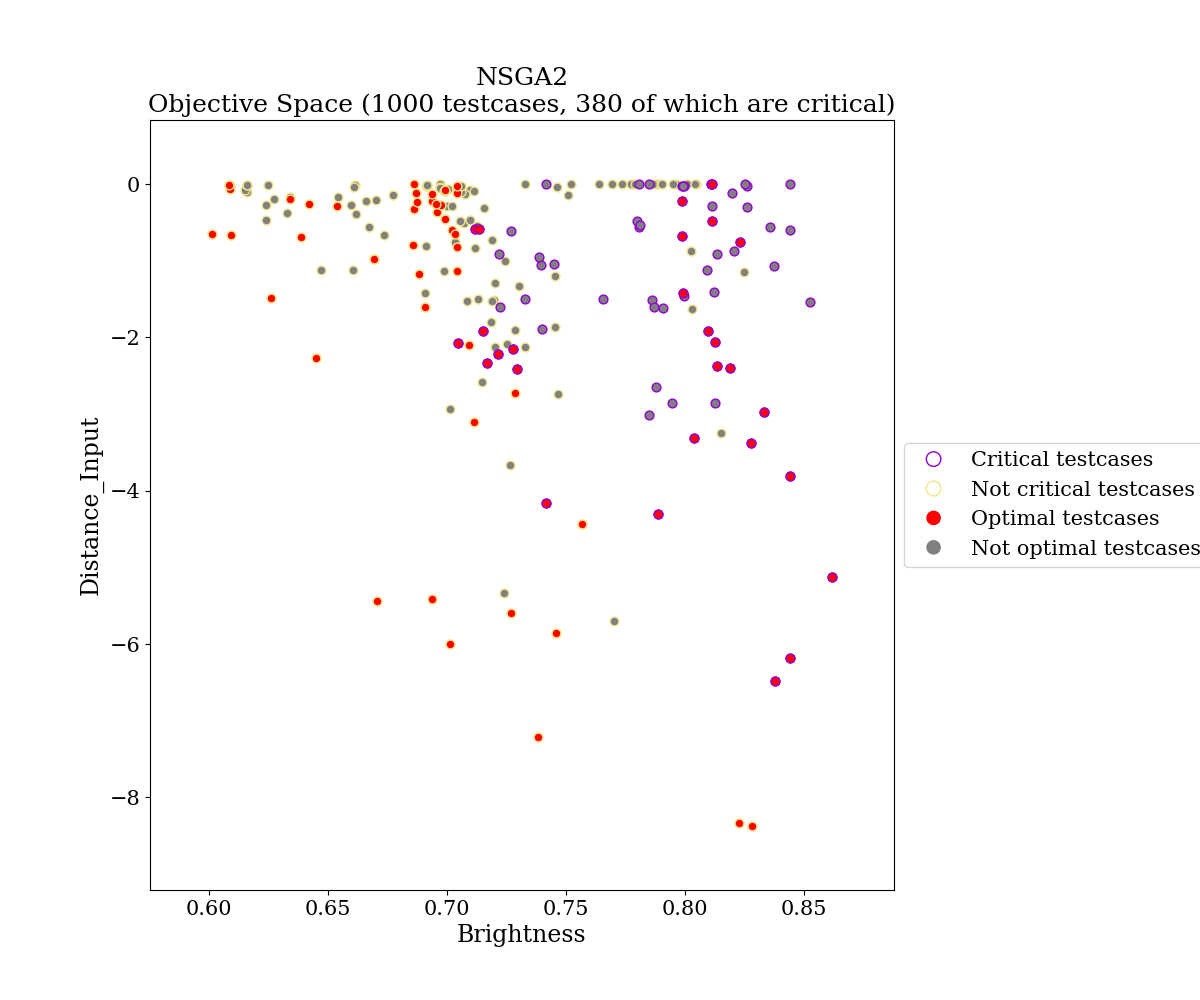 NSGA2
Objective Space (1000 testcases, 380 of which are critical)
0
−2
−4
−6
−8
Distance_Input
0.60 0.65 0.70 0.75 0.80 0.85
Brightness
Critical testcases
Not critical testcases
Optimal testcases
Not optimal testcases